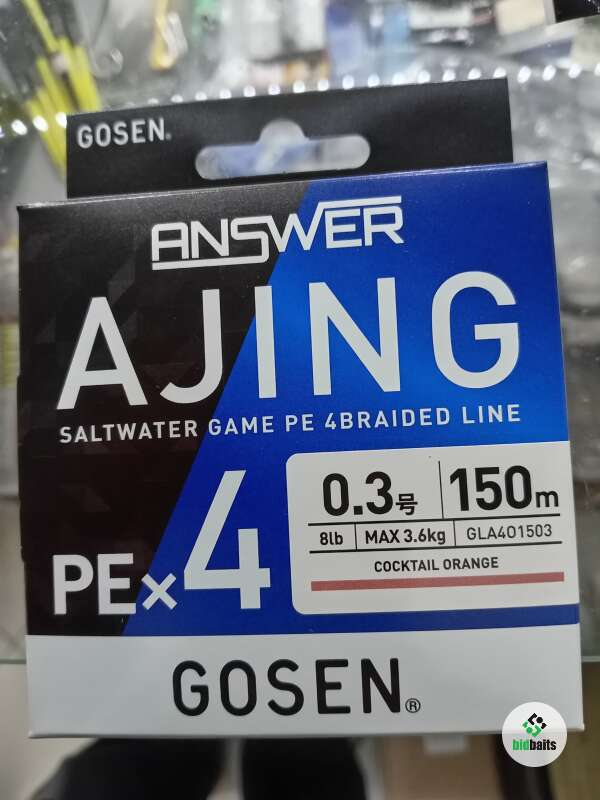 GOSEN®
ANSWER
AJING
SALTWATER GAME PE 4BRAIDED LINE
PE×4
0.3号 150m
8lb MAX 3.6kg GLA401503
COCKTAIL ORANGE
GOSEN®
bidbaits